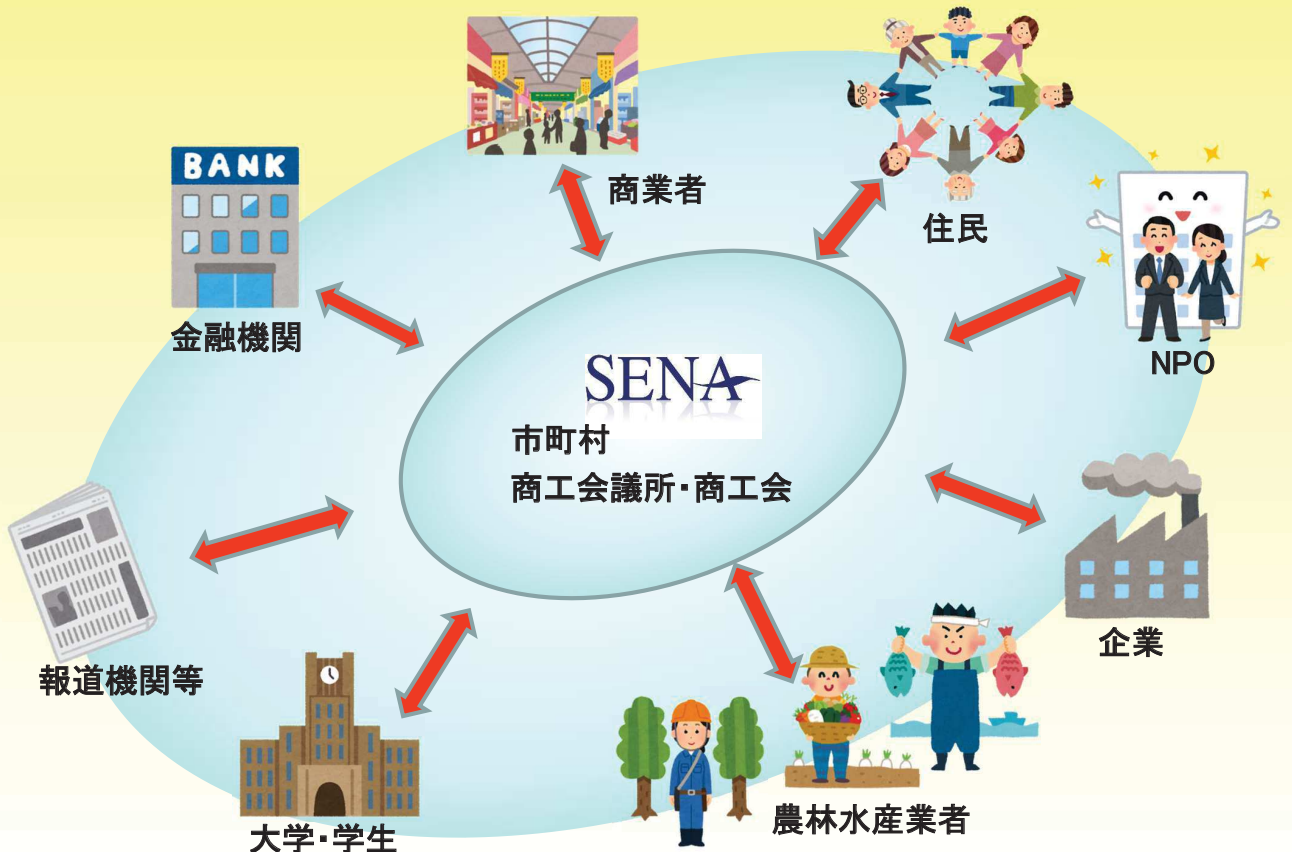 商業者
住民
BANK
金融機関
NPO
SENA
市町村
商工会議所・商工会
企業
報道機関等
農林水産業者
大学・学生